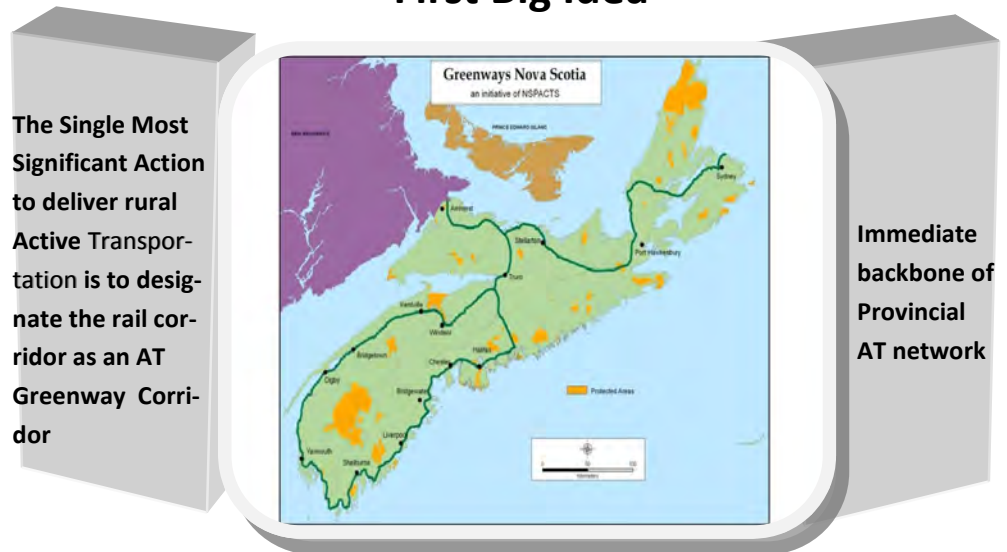 First Big Idea
The Single Most
Significant Action
to deliver rural
Active Transpor-
tation is to desig-
nate the rail cor-
ridor as an AT
Greenway Corri-
dor
Greenways Nova Scotia
an initiative of NSPACTS
NEW BRUNSWICK
PRINCE EDWARD ISLAND
Amherst
Sydney
Stellarton
Port Hawkesbury
Truro
Kentville
Windsor
Bridgetown
Halifax
Chester
Digby
Bridgewater
Protected Areas
Liverpool
Yarmouth
Shelburne
Immediate
backbone of
Provincial
AT network